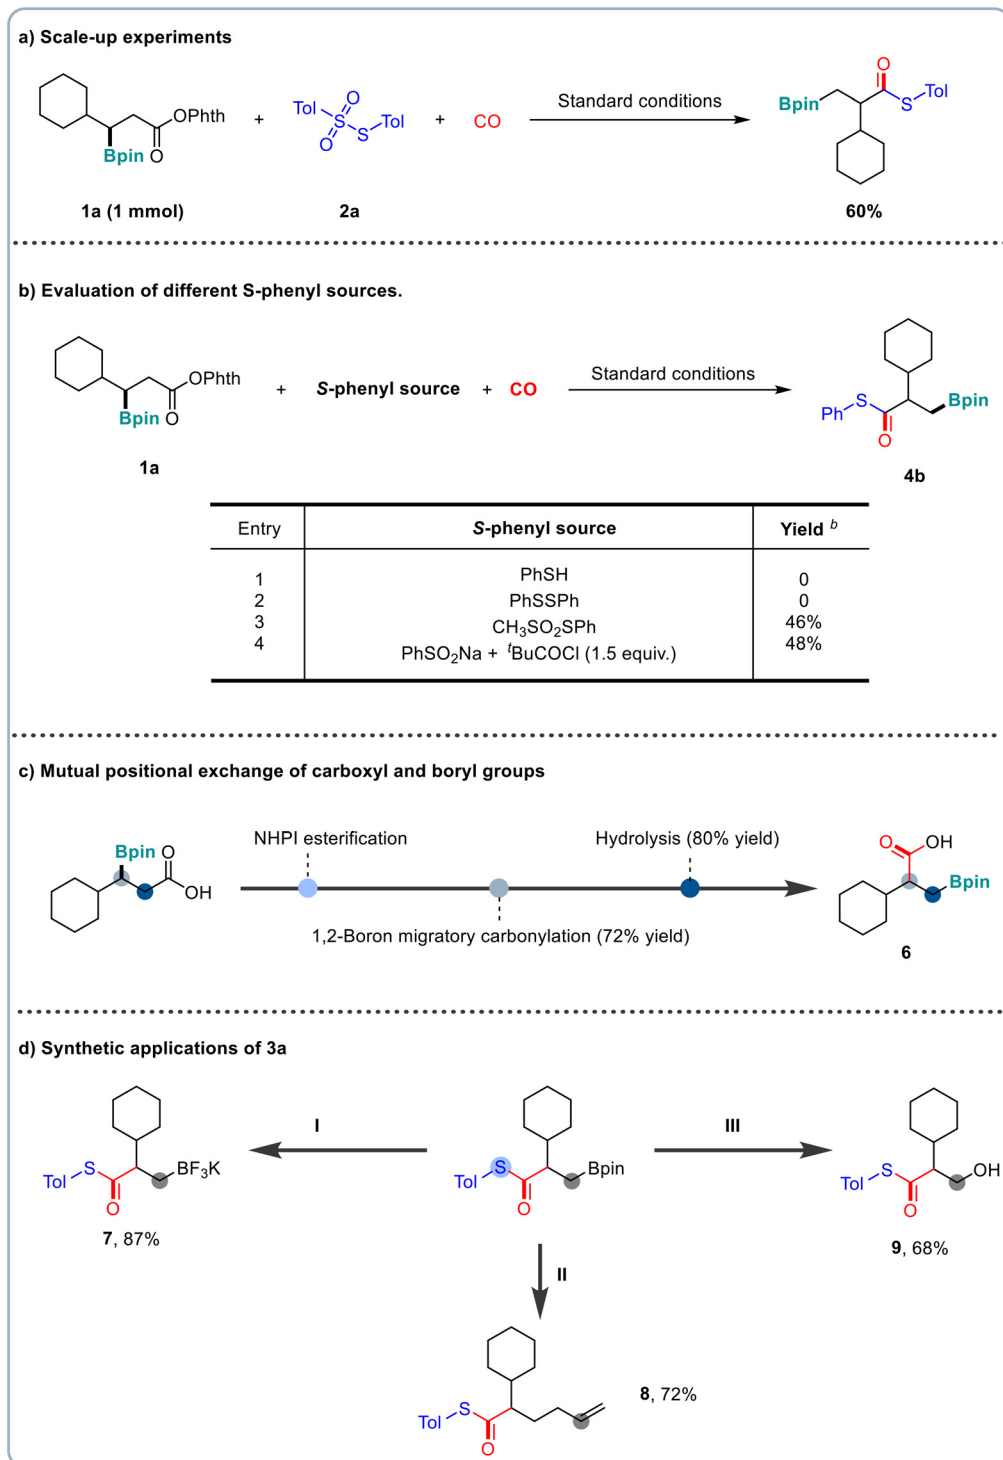 a) Scale-up experiments
OPhth
Bpin
O
1a (1 mmol)
+
Tol
O
S
O
S
Tol
2a
+
CO
Standard conditions
O
Bpin
S
Tol
60%
b) Evaluation of different S-phenyl sources.
OPhth
O
Bpin
1a
+
S-phenyl source
+
CO
Standard conditions
Ph
S
O
Bpin
4b
Entry S-phenyl source Yield b
1 PhSH 0
2 PhSSPh 0
3 CH3SO2SPh 46%
4 PhSO2Na + tBuCOCl (1.5 equiv.) 48%
c) Mutual positional exchange of carboxyl and boryl groups
Bpin
O
OH
NHPI esterification
1,2-Boron migratory carbonylation (72% yield)
Hydrolysis (80% yield)
O
OH
Bpin
6
d) Synthetic applications of 3a
Tol
S
O
BF3K
7, 87%
I
Tol
S
O
Bpin
III
Tol
S
O
OH
9, 68%
II
Tol
S
O
8, 72%